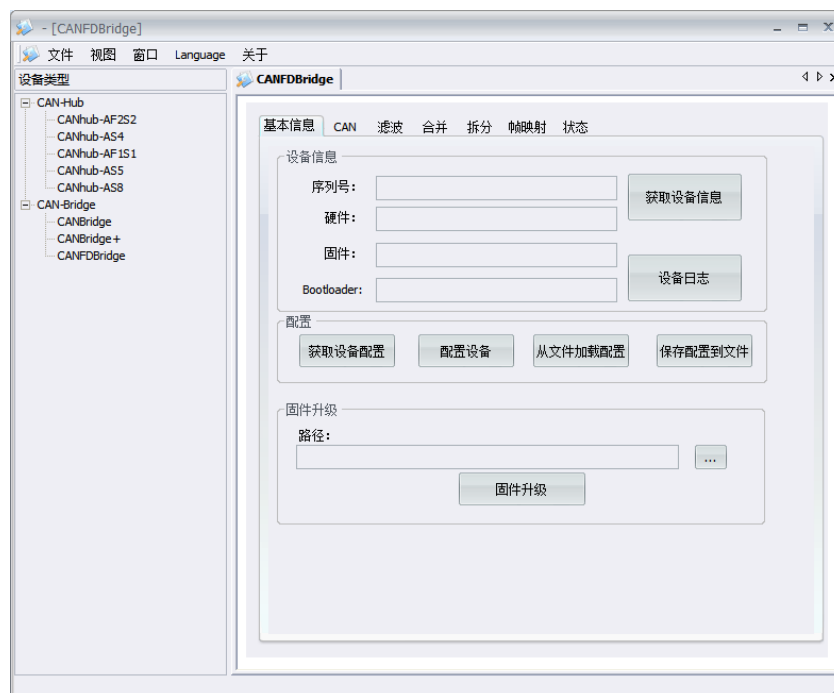 - [CANFDBridge]
文件 视图 窗口 Language 关于
设备类型
CANFDBridge
CAN-Hub
CANhub-AF2S2
CANhub-AS4
CANhub-AF1S1
CANhub-AS5
CANhub-AS8
CAN-Bridge
CANBridge
CANBridge+
CANFDBridge
基本信息 CAN 滤波 合并 拆分 帧映射 状态
设备信息
序列号:
获取设备信息
硬件:
固件:
设备日志
Bootloader:
配置
获取设备配置 配置设备 从文件加载配置 保存配置到文件
固件升级
路径:
...
固件升级